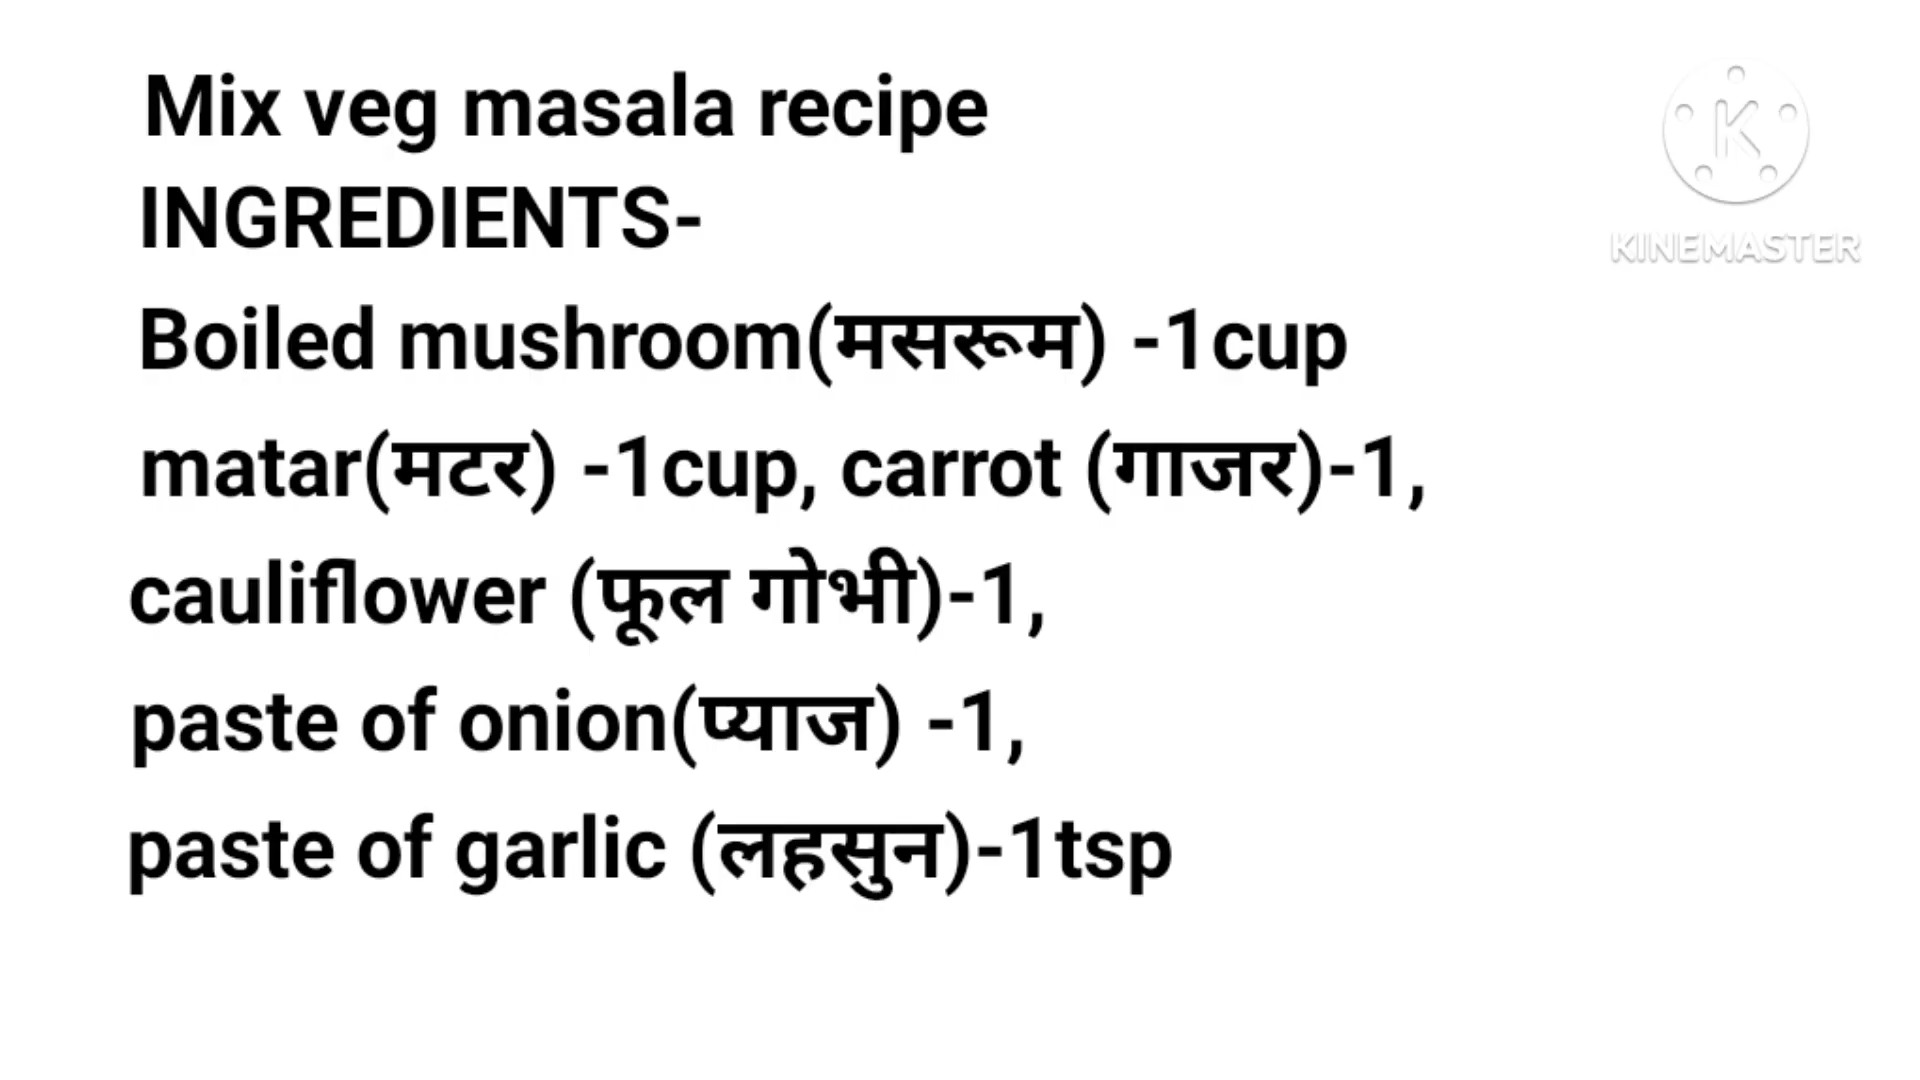 Mix veg masala recipe
INGREDIENTS-
Boiled mushroom(मसरूम) -1cup
matar(मटर) -1cup, carrot (गाजर)-1,
cauliflower (फूल गोभी)-1,
paste of onion(प्याज) -1,
paste of garlic (लहसुन)-1tsp
K
KINEMASTER